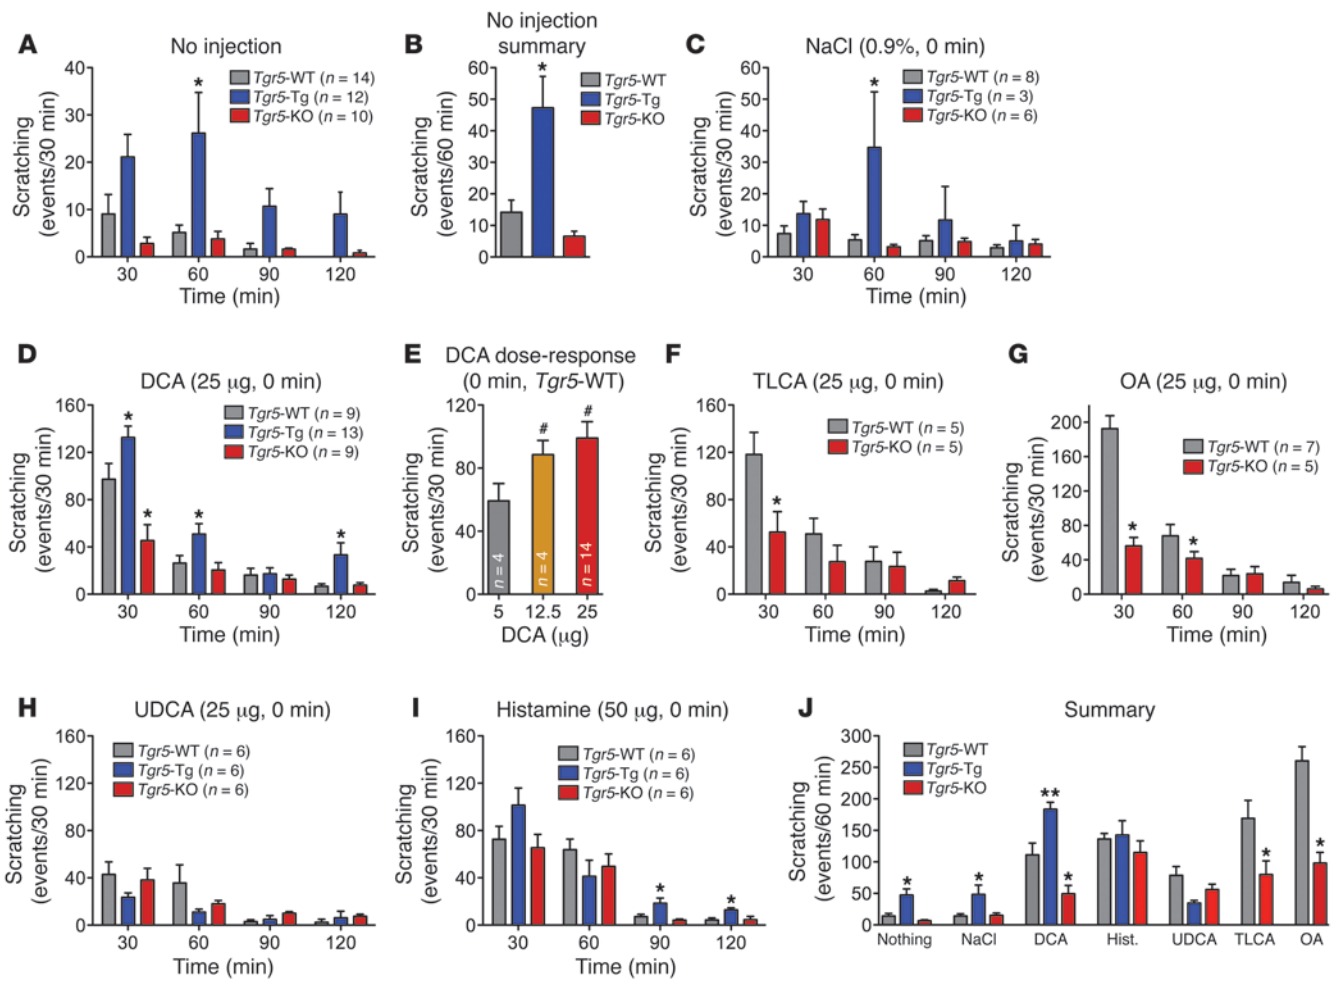 A
No injection
Scratching
(events/30 min)
40
30
20
10
0
Tgr5-WT (n = 14)
Tgr5-Tg (n = 12)
Tgr5-KO (n = 10)
*
30 60 90 120
Time (min)
B
No injection
summary
Scratching
(events/60 min)
60
50
40
30
20
10
0
*
Tgr5-WT
Tgr5-Tg
Tgr5-KO
C
NaCl (0.9%, 0 min)
Scratching
(events/30 min)
60
50
40
30
20
10
0
*
Tgr5-WT (n = 8)
Tgr5-Tg (n = 3)
Tgr5-KO (n = 6)
30 60 90 120
Time (min)
D
DCA (25 μg, 0 min)
Scratching
(events/30 min)
160
120
80
40
0
Tgr5-WT (n = 9)
Tgr5-Tg (n = 13)
Tgr5-KO (n = 9)
* * * *
30 60 90 120
Time (min)
E
DCA dose-response
(0 min, Tgr5-WT)
Scratching
(events/30 min)
120
80
40
0
# #
n = 4 n = 4 n = 14
5 12.5 25
DCA (μg)
F
TLCA (25 μg, 0 min)
Scratching
(events/30 min)
160
120
80
40
0
Tgr5-WT (n = 5)
Tgr5-KO (n = 5)
*
30 60 90 120
Time (min)
G
OA (25 μg, 0 min)
Scratching
(events/30 min)
200
160
120
80
40
0
Tgr5-WT (n = 7)
Tgr5-KO (n = 5)
* *
30 60 90 120
Time (min)
H
UDCA (25 μg, 0 min)
Scratching
(events/30 min)
160
120
80
40
0
Tgr5-WT (n = 6)
Tgr5-Tg (n = 6)
Tgr5-KO (n = 6)
30 60 90 120
Time (min)
I
Histamine (50 μg, 0 min)
Scratching
(events/30 min)
160
120
80
40
0
Tgr5-WT (n = 6)
Tgr5-Tg (n = 6)
Tgr5-KO (n = 6)
* *
30 60 90 120
Time (min)
J
Summary
Scratching
(events/60 min)
300
250
200
150
100
50
0
Tgr5-WT
Tgr5-Tg
Tgr5-KO
* * ** * * *
Nothing NaCl DCA Hist. UDCA TLCA OA